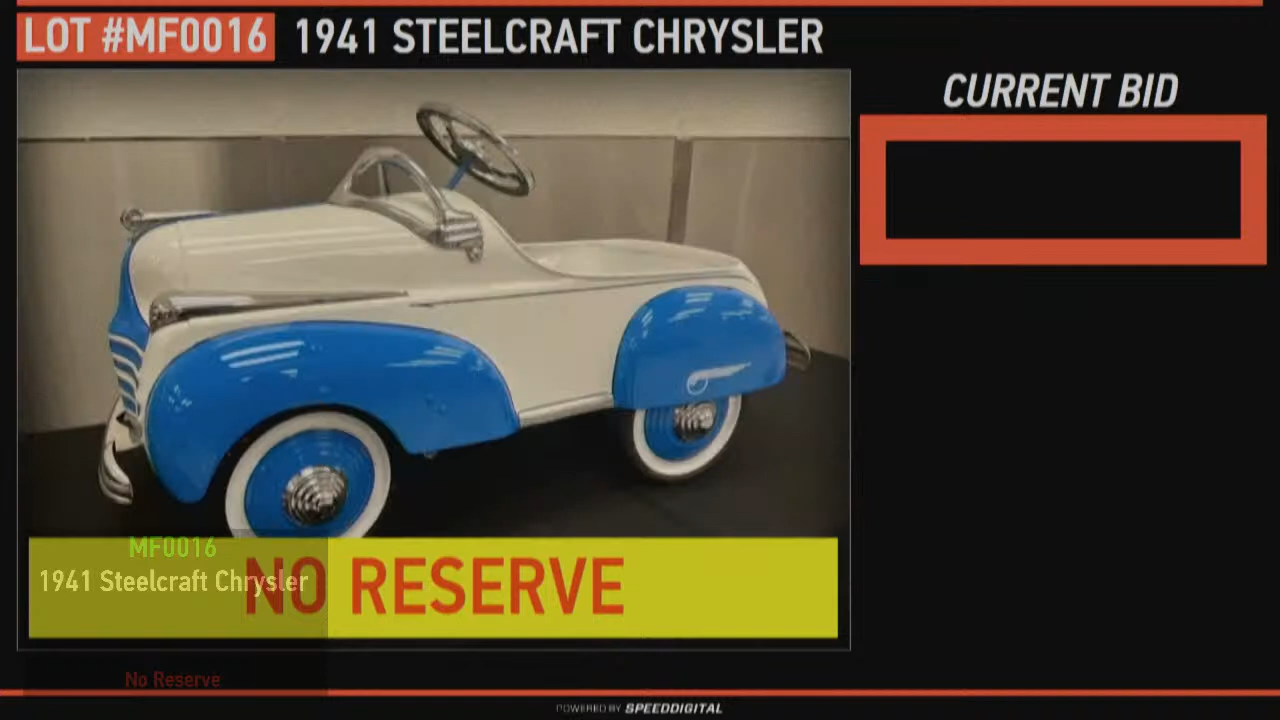 LOT #MF0016 1941 STEELCRAFT CHRYSLER
CURRENT BID
MF0016
1941 Steelcraft Chrysler
NO RESERVE
No Reserve
POWERED BY SPEEDDIGITAL